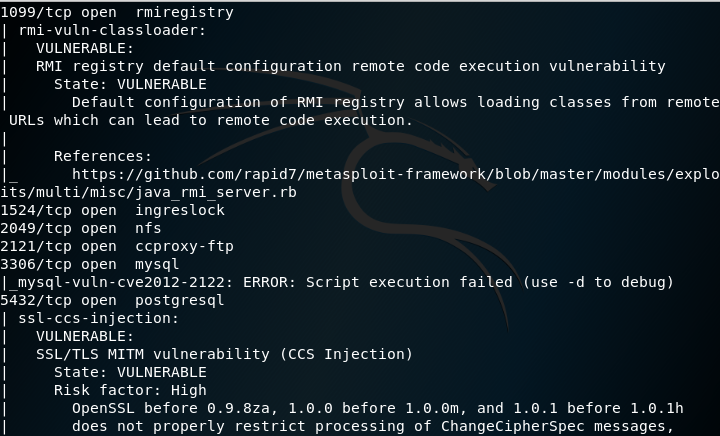 1099/tcp open  rmiregistry
| rmi-vuln-classloader:
|   VULNERABLE:
|   RMI registry default configuration remote code execution vulnerability
|     State: VULNERABLE
|       Default configuration of RMI registry allows loading classes from remote
 URLs which can lead to remote code execution.
|
|     References:
|_      https://github.com/rapid7/metasploit-framework/blob/master/modules/explo
its/multi/misc/java_rmi_server.rb
1524/tcp open  ingreslock
2049/tcp open  nfs
2121/tcp open  ccproxy-ftp
3306/tcp open  mysql
|_mysql-vuln-cve2012-2122: ERROR: Script execution failed (use -d to debug)
5432/tcp open  postgresql
| ssl-ccs-injection:
|   VULNERABLE:
|   SSL/TLS MITM vulnerability (CCS Injection)
|     State: VULNERABLE
|     Risk factor: High
|       OpenSSL before 0.9.8za, 1.0.0 before 1.0.0m, and 1.0.1 before 1.0.1h
|       does not properly restrict processing of ChangeCipherSpec messages,